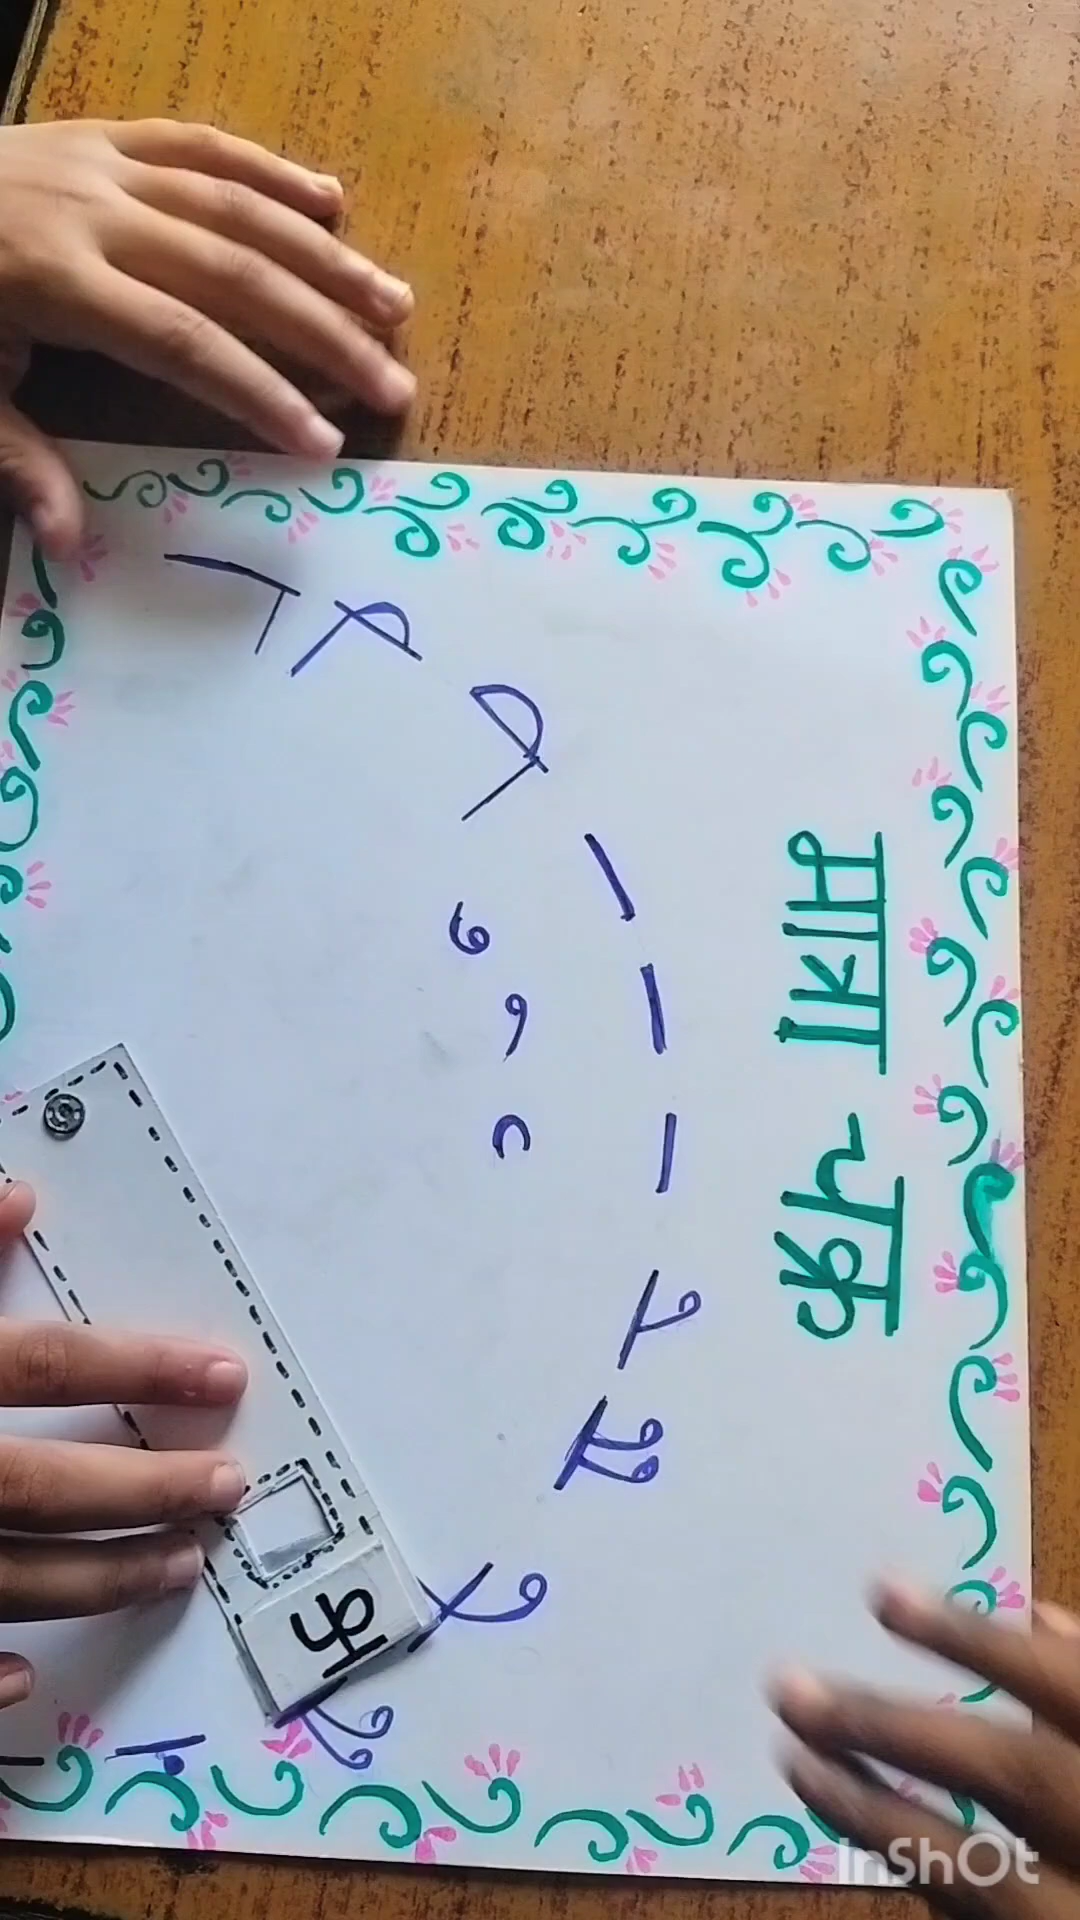 मात्रा चक्र
ा ि ी ु ू ृ े ै ो ौ ं
क
InShOt